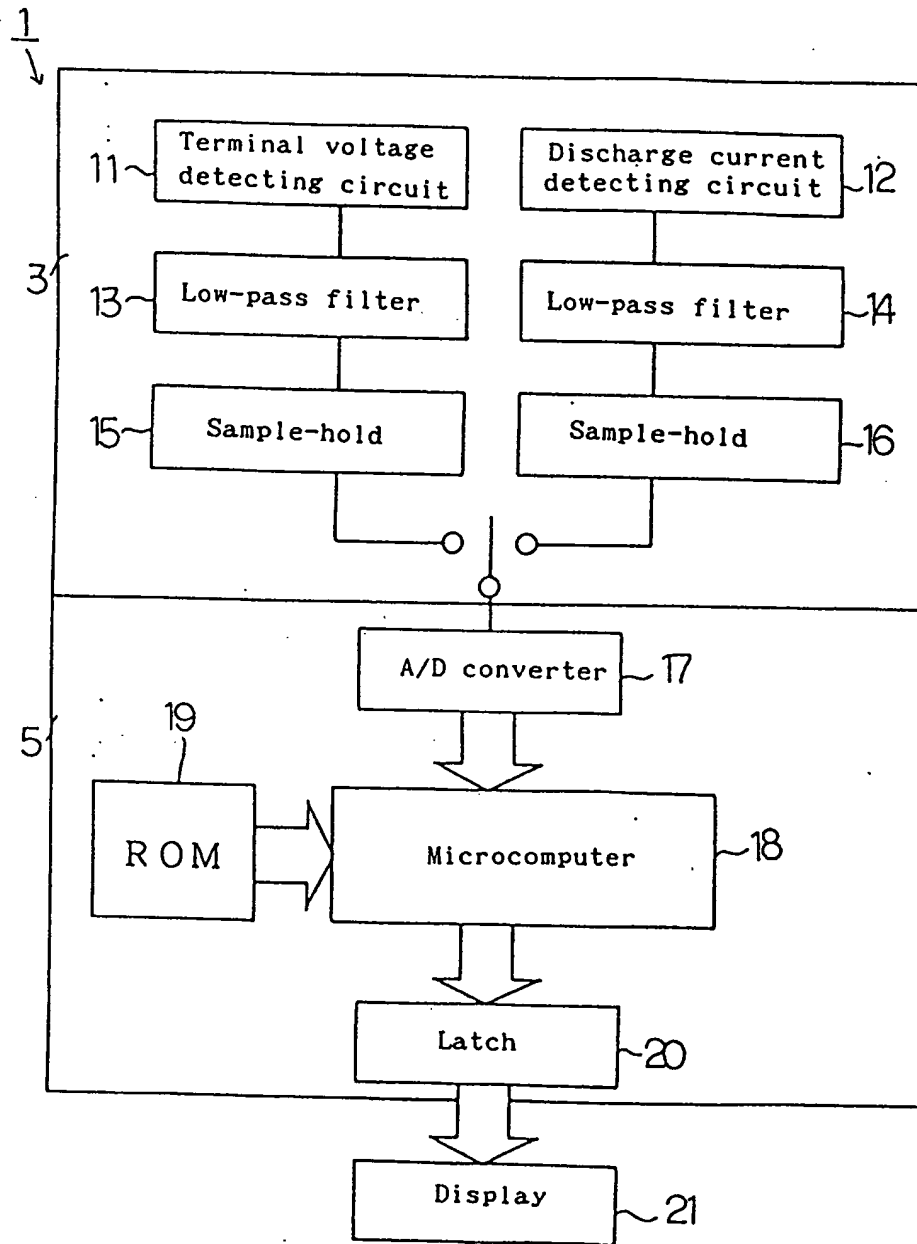 1
Terminal voltage
detecting circuit
11
Discharge current
detecting circuit
12
3
Low-pass filter
13
Low-pass filter
14
Sample-hold
15
Sample-hold
16
A/D converter
17
5
19
ROM
Microcomputer
18
Latch
20
Display
21